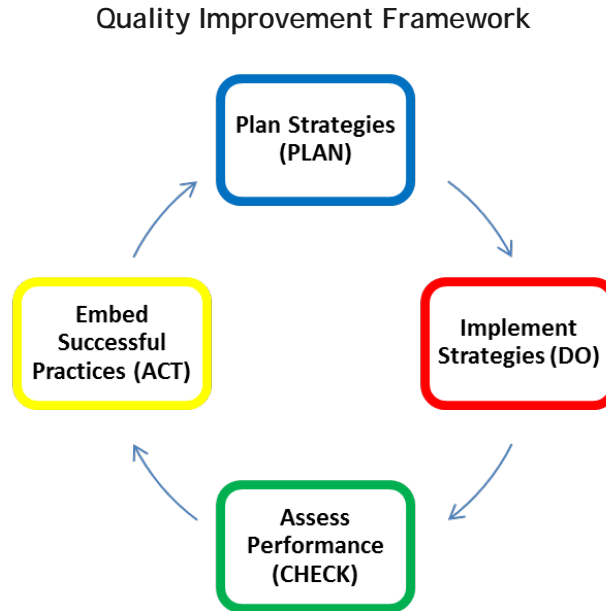 Quality Improvement Framework
Plan Strategies
(PLAN)
Implement
Strategies (DO)
Assess
Performance
(CHECK)
Embed
Successful
Practices (ACT)